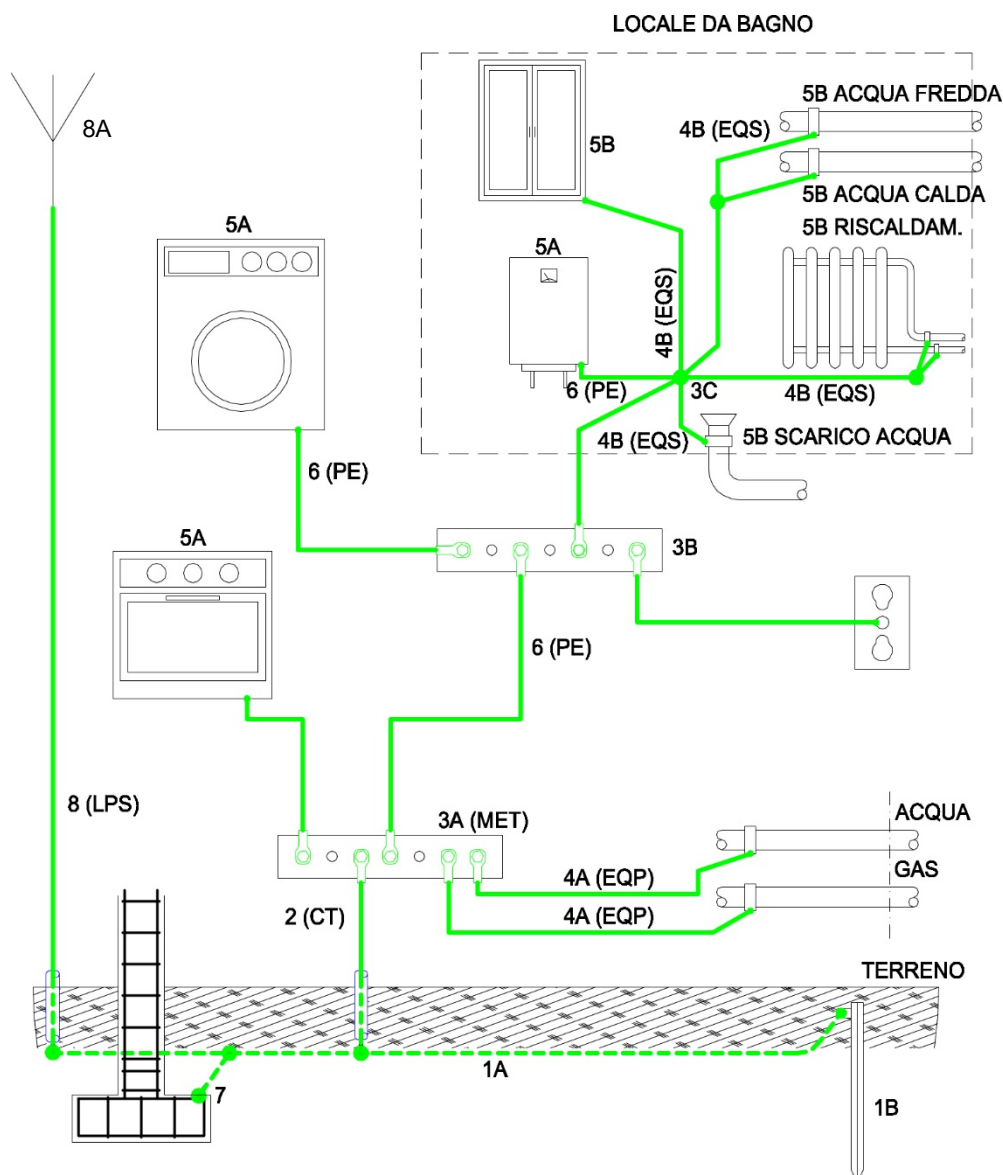 LOCALE DA BAGNO
8A
5B ACQUA FREDDA
4B (EQS)
5B
5B ACQUA CALDA
5A
5B RISCALDAM.
5A
4B (EQS)
6 (PE)
3C
4B (EQS)
4B (EQS)
5B SCARICO ACQUA
6 (PE)
3B
5A
6 (PE)
8 (LPS)
3A (MET)
ACQUA
4A (EQP)
GAS
2 (CT)
4A (EQP)
TERRENO
1A
7
1B